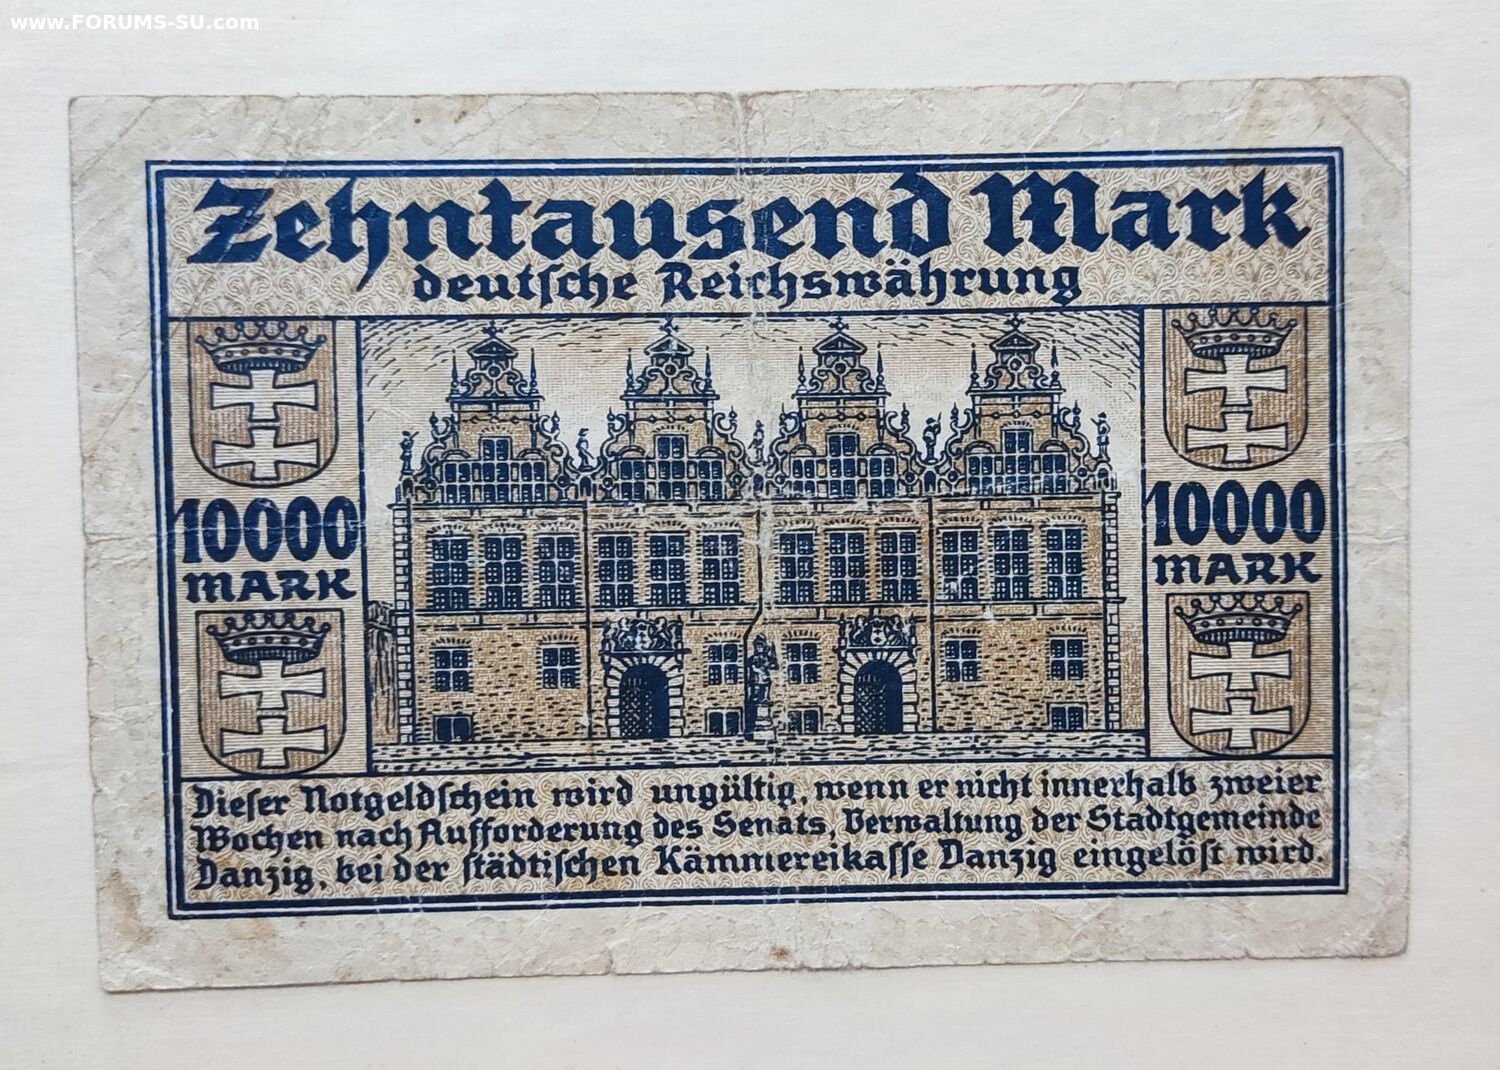 www.FORUMS-SU.com
Zehntausend Mark
deutsche Reichswährung
10000
MARK
10000
MARK
Dieser Notgeldschein wird ungültig, wenn er nicht innerhalb zweier
Wochen nach Aufforderung des Senats, Verwaltung der Stadtgemeinde
Danzig, bei der städtischen Kämmereikasse Danzig eingelöst wird.